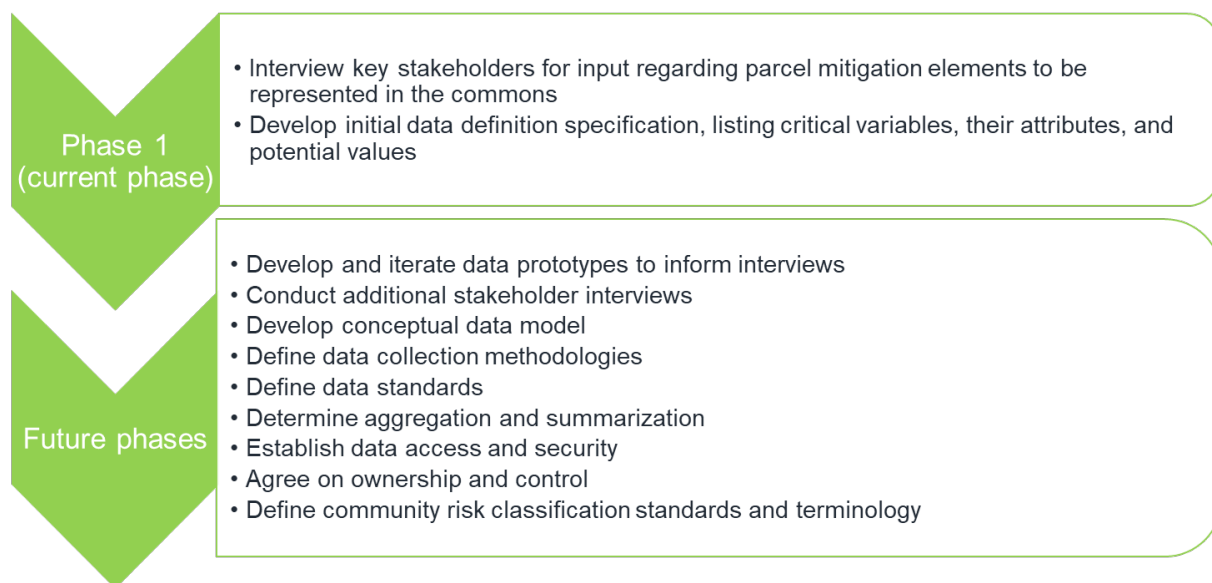 Phase 1
(current phase)
• Interview key stakeholders for input regarding parcel mitigation elements to be
represented in the commons
• Develop initial data definition specification, listing critical variables, their attributes, and
potential values
Future phases
• Develop and iterate data prototypes to inform interviews
• Conduct additional stakeholder interviews
• Develop conceptual data model
• Define data collection methodologies
• Define data standards
• Determine aggregation and summarization
• Establish data access and security
• Agree on ownership and control
• Define community risk classification standards and terminology